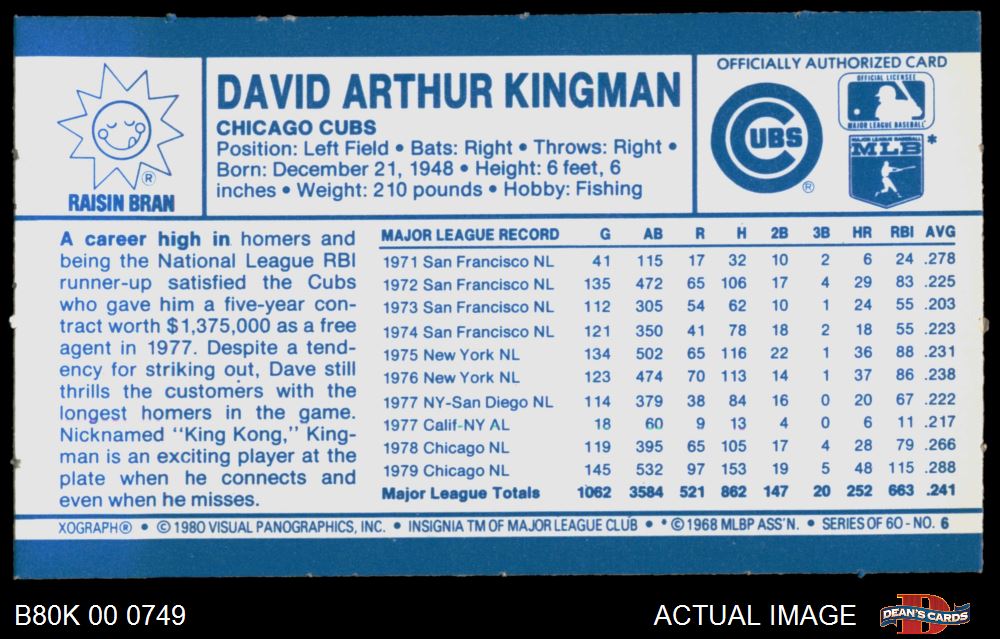 DAVID ARTHUR KINGMAN
CHICAGO CUBS
Position: Left Field • Bats: Right • Throws: Right •
Born: December 21, 1948 • Height: 6 feet, 6
inches • Weight: 210 pounds • Hobby: Fishing
®
RAISIN BRAN
OFFICIALLY AUTHORIZED CARD
CUBS
®
OFFICIAL LICENSEE
MAJOR LEAGUE BASEBALL
MAJOR LEAGUE BASEBALL
MLB *
A career high in homers and
being the National League RBI
runner-up satisfied the Cubs
who gave him a five-year con-
tract worth $1,375,000 as a free
agent in 1977. Despite a tend-
ency for striking out, Dave still
thrills the customers with the
longest homers in the game.
Nicknamed "King Kong," King-
man is an exciting player at the
plate when he connects and
even when he misses.
MAJOR LEAGUE RECORD G AB R H 2B 3B HR RBI AVG
1971 San Francisco NL 41 115 17 32 10 2 6 24 .278
1972 San Francisco NL 135 472 65 106 17 4 29 83 .225
1973 San Francisco NL 112 305 54 62 10 1 24 55 .203
1974 San Francisco NL 121 350 41 78 18 2 18 55 .223
1975 New York NL 134 502 65 116 22 1 36 88 .231
1976 New York NL 123 474 70 113 14 1 37 86 .238
1977 NY-San Diego NL 114 379 38 84 16 0 20 67 .222
1977 Calif-NY AL 18 60 9 13 4 0 6 11 .217
1978 Chicago NL 119 395 65 105 17 4 28 79 .266
1979 Chicago NL 145 532 97 153 19 5 48 115 .288
Major League Totals 1062 3584 521 862 147 20 252 663 .241
XOGRAPH® • ©1980 VISUAL PANOGRAPHICS, INC. • INSIGNIA TM OF MAJOR LEAGUE CLUB • *©1968 MLBP ASS'N. • SERIES OF 60 - NO. 6
B80K 00 0749
ACTUAL IMAGE
DEAN'S CARDS